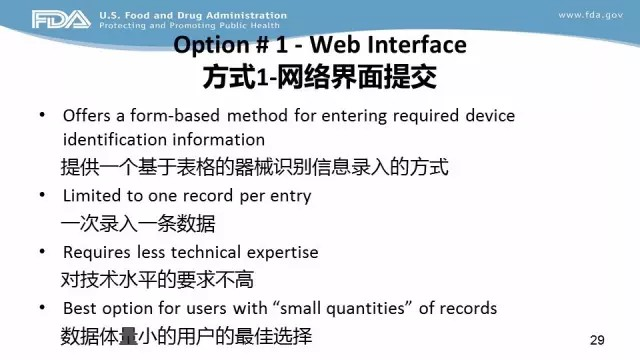 FDA
U.S. Food and Drug Administration
Protecting and Promoting Public Health
www.fda.gov
Option # 1 - Web Interface
方式1-网络界面提交
• Offers a form-based method for entering required device
identification information
提供一个基于表格的器械识别信息录入的方式
• Limited to one record per entry
一次录入一条数据
• Requires less technical expertise
对技术水平的要求不高
• Best option for users with “small quantities” of records
数据体量小的用户的最佳选择
29